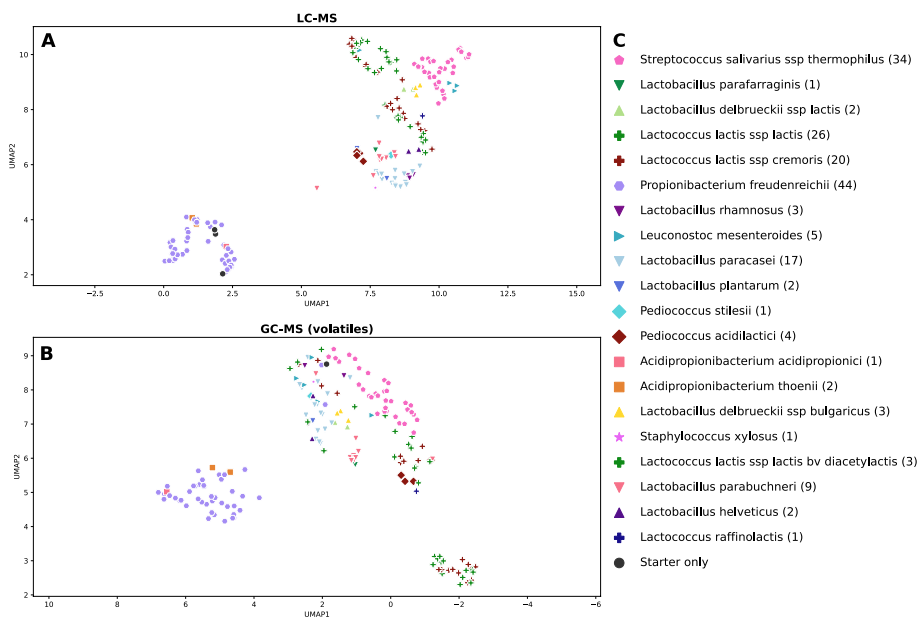 LC-MS
A
10
8
6
4
2
UMAP2
−2.5
0.0
2.5
5.0
7.5
10.0
12.5
15.0
UMAP1
GC-MS (volatiles)
B
9
8
7
6
5
4
3
2
UMAP2
10
8
6
4
2
0
−2
−4
−6
UMAP1
C
Streptococcus salivarius ssp thermophilus (34)
Lactobacillus parafarraginis (1)
Lactobacillus delbrueckii ssp lactis (2)
Lactococcus lactis ssp lactis (26)
Lactococcus lactis ssp cremoris (20)
Propionibacterium freudenreichii (44)
Lactobacillus rhamnosus (3)
Leuconostoc mesenteroides (5)
Lactobacillus paracasei (17)
Lactobacillus plantarum (2)
Pediococcus stilesii (1)
Pediococcus acidilactici (4)
Acidipropionibacterium acidipropionici (1)
Acidipropionibacterium thoenii (2)
Lactobacillus delbrueckii ssp bulgaricus (3)
Staphylococcus xylosus (1)
Lactococcus lactis ssp lactis bv diacetylactis (3)
Lactobacillus parabuchneri (9)
Lactobacillus helveticus (2)
Lactococcus raffinolactis (1)
Starter only